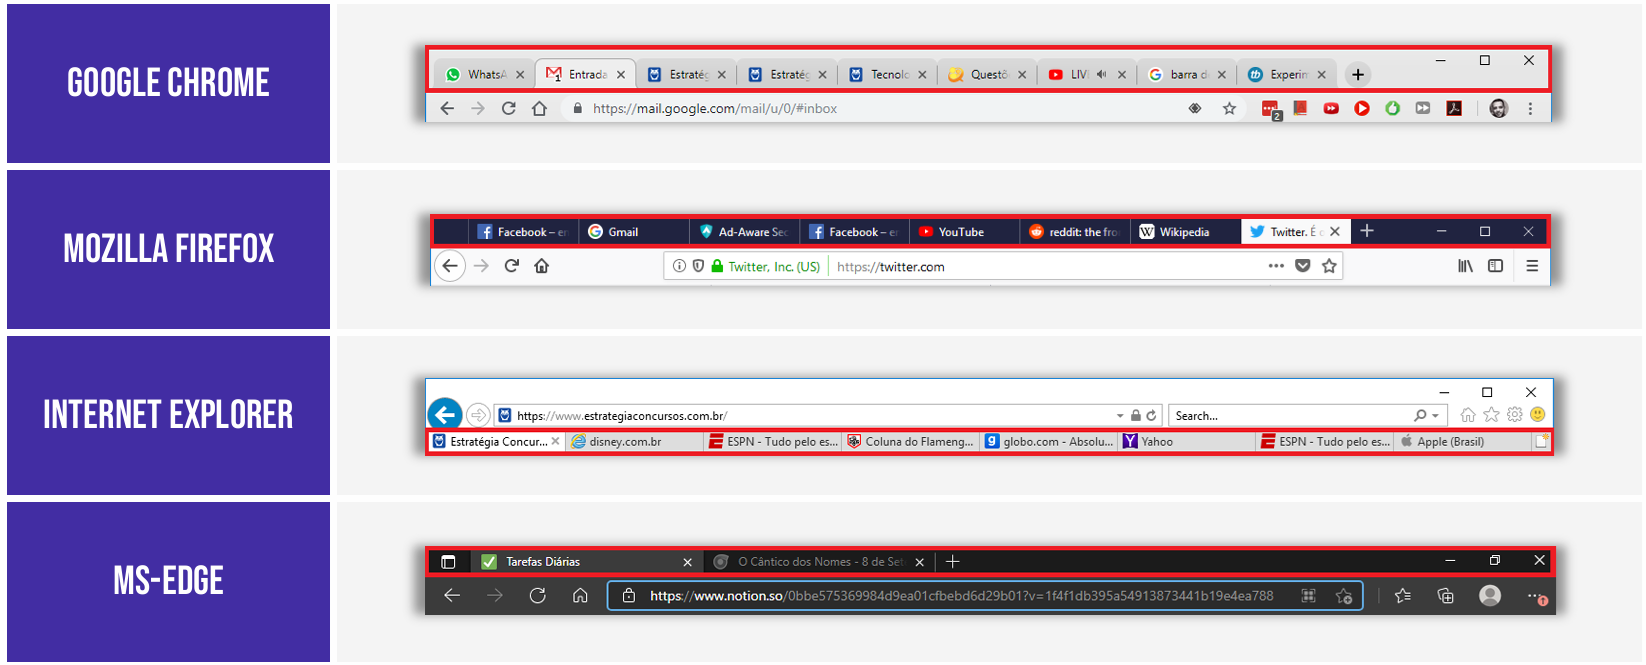 GOOGLE CHROME
WhatsA
Entrada
Estratég
Estratég
Tecnolo
Questõ
LIVI
barra d
Experim
https://mail.google.com/mail/u/0/#inbox
2
MOZILLA FIREFOX
Facebook – en
Gmail
Ad-Aware Sec
Facebook – en
YouTube
reddit: the fro
Wikipedia
Twitter. É o
Twitter, Inc. (US)
https://twitter.com
INTERNET EXPLORER
https://www.estrategiaconcursos.com.br/
Search...
Estratégia Concur...
disney.com.br
ESPN - Tudo pelo es...
Coluna do Flameng...
globo.com - Absolu...
Yahoo
ESPN - Tudo pelo es...
Apple (Brasil)
MS-EDGE
Tarefas Diárias
O Cântico dos Nomes - 8 de Set
https://www.notion.so/0bbe575369984d9ea01cfbebd6d29b01?v=1f4f1db395a54913873441b19e4ea788